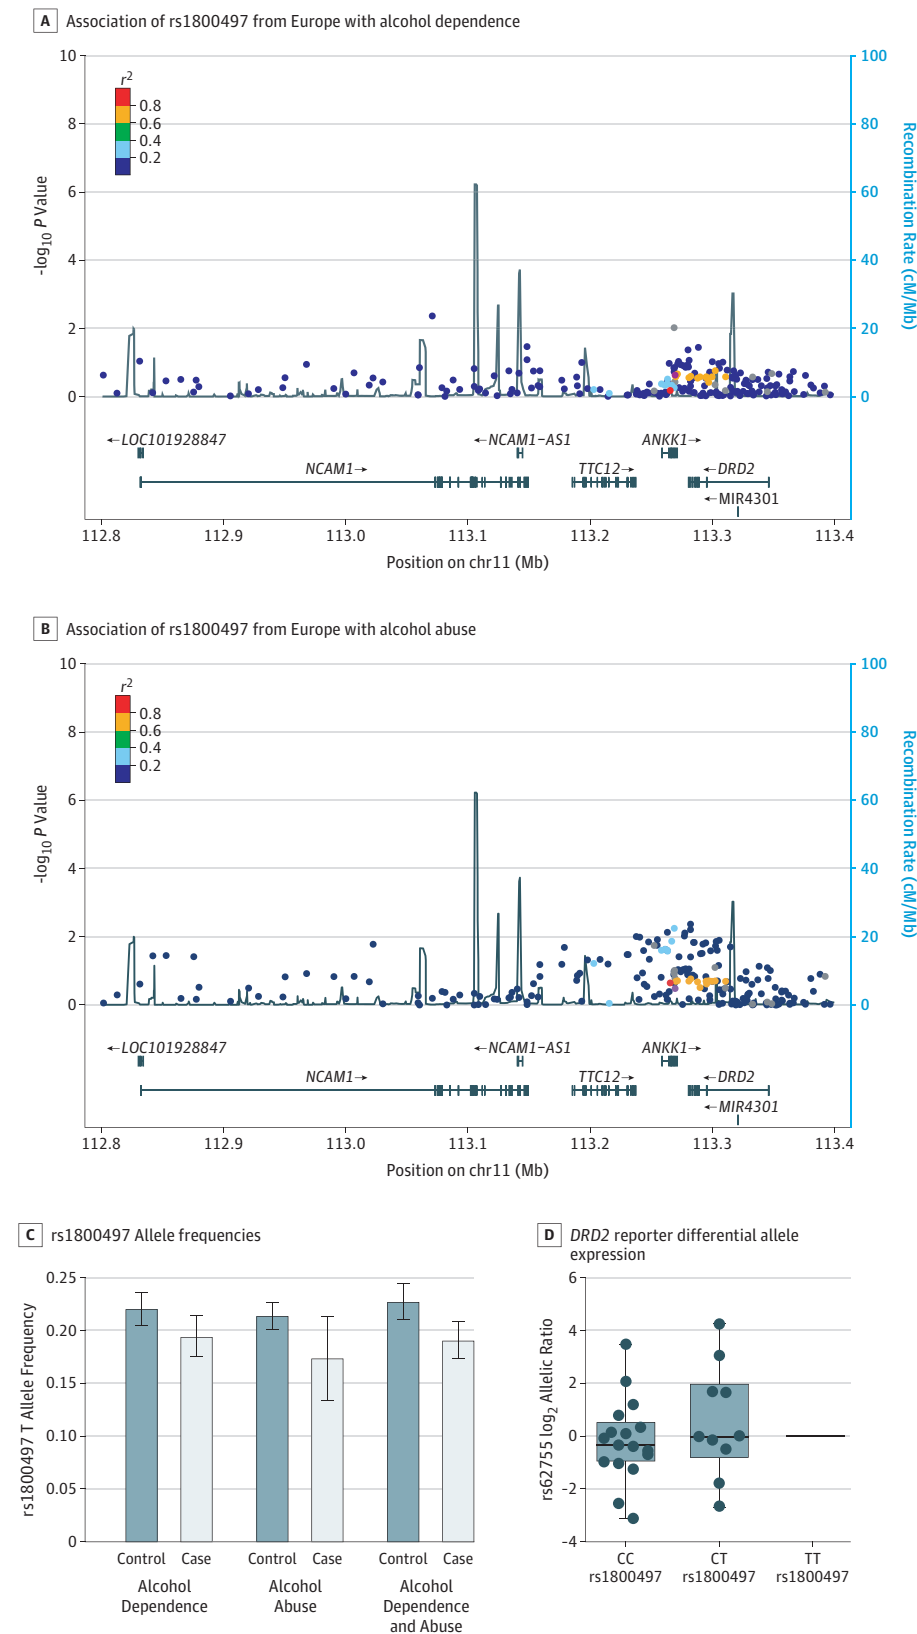 A Association of rs1800497 from Europe with alcohol dependence
10
8
6
4
2
0
-log10 P Value
r2
0.8
0.6
0.4
0.2
100
80
60
40
20
0
Recombination Rate (cM/Mb)
←LOC101928847
←NCAM1-AS1
ANKK1→
NCAM1→
TTC12→
←DRD2
←MIR4301
112.8 112.9 113.0 113.1 113.2 113.3 113.4
Position on chr11 (Mb)
B Association of rs1800497 from Europe with alcohol abuse
10
8
6
4
2
0
-log10 P Value
r2
0.8
0.6
0.4
0.2
100
80
60
40
20
0
Recombination Rate (cM/Mb)
←LOC101928847
←NCAM1-AS1
ANKK1→
NCAM1→
TTC12→
←DRD2
←MIR4301
112.8 112.9 113.0 113.1 113.2 113.3 113.4
Position on chr11 (Mb)
C rs1800497 Allele frequencies
0.25
0.20
0.15
0.10
0.05
0
rs1800497 T Allele Frequency
Control Case Control Case Control Case
Alcohol
Dependence
Alcohol
Abuse
Alcohol
Dependence
and Abuse
D DRD2 reporter differential allele
expression
6
4
2
0
-2
-4
rs62755 log2 Allelic Ratio
CC
rs1800497
CT
rs1800497
TT
rs1800497